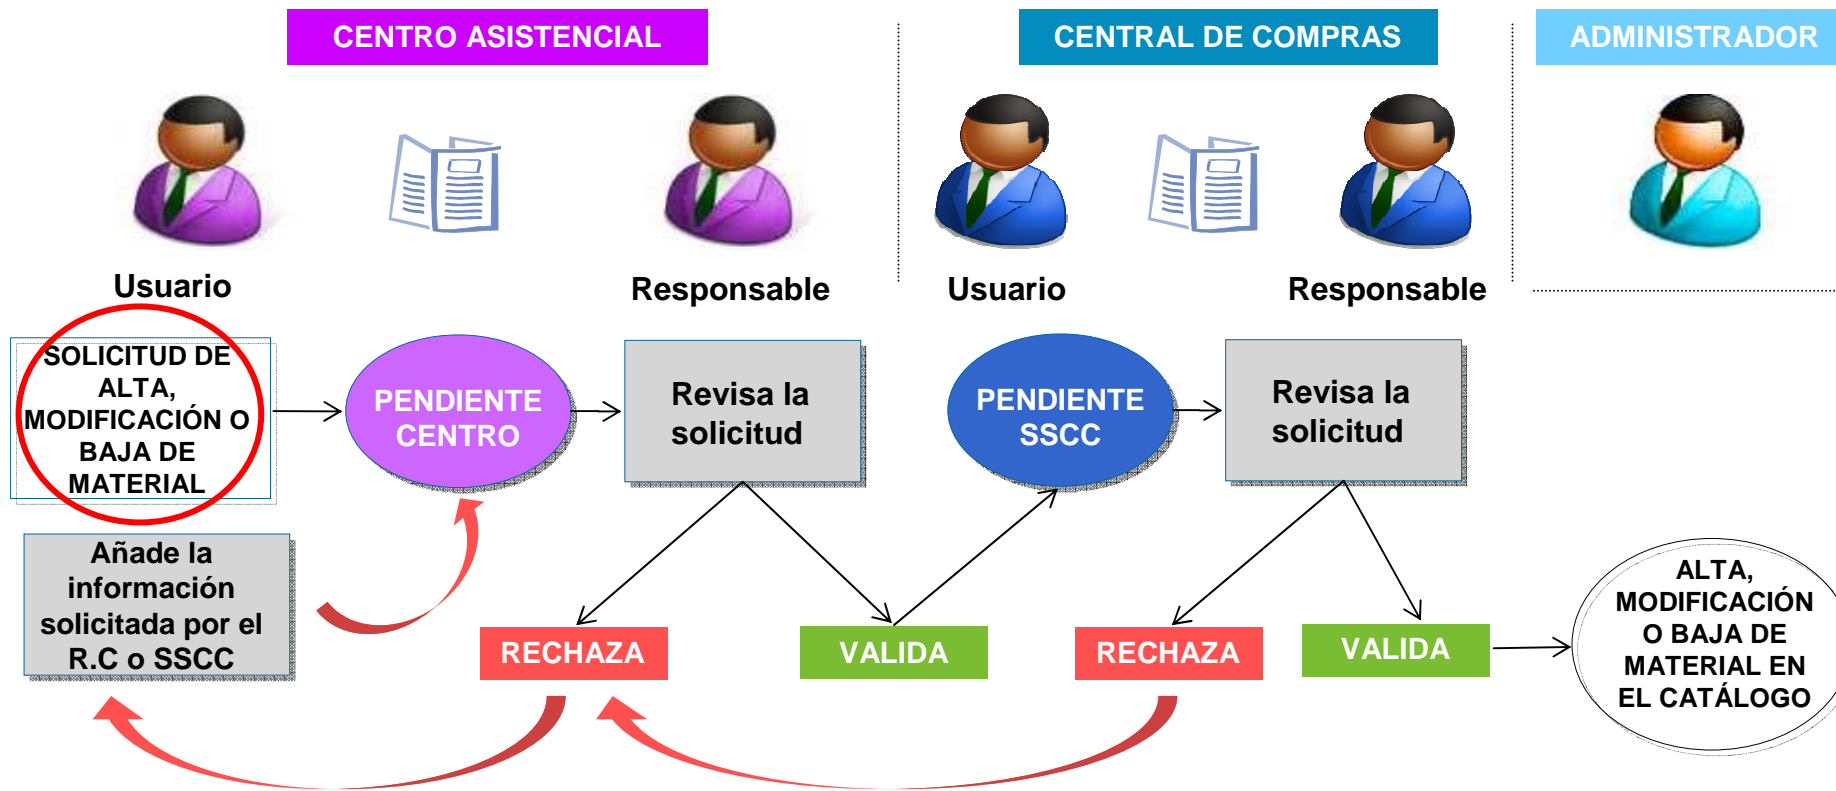 CENTRO ASISTENCIAL
CENTRAL DE COMPRAS
ADMINISTRADOR
Usuario
Responsable
Usuario
Responsable
SOLICITUD DE
ALTA,
MODIFICACIÓN O
BAJA DE
MATERIAL
PENDIENTE
CENTRO
Revisa la
solicitud
PENDIENTE
SSCC
Revisa la
solicitud
Añade la
información
solicitada por el
R.C o SSCC
RECHAZA
VALIDA
RECHAZA
VALIDA
ALTA,
MODIFICACIÓN
O BAJA DE
MATERIAL EN
EL CATÁLOGO